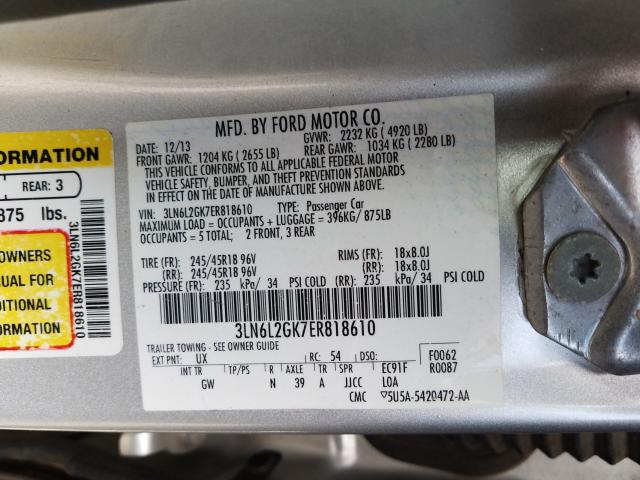 ORMATION
REAR: 3
875 lbs.
OWNERS
NUAL FOR
DITIONAL
ORMATION
3LN6L2GK7ER818610
MFD. BY FORD MOTOR CO.
DATE: 12/13 GVWR: 2232 KG ( 4920 LB)
FRONT GAWR: 1204 KG ( 2655 LB) REAR GAWR: 1034 KG ( 2280 LB)
THIS VEHICLE CONFORMS TO ALL APPLICABLE FEDERAL MOTOR
VEHICLE SAFETY, BUMPER, AND THEFT PREVENTION STANDARDS
IN EFFECT ON THE DATE OF MANUFACTURE SHOWN ABOVE.
VIN: 3LN6L2GK7ER818610 TYPE: Passenger Car
MAXIMUM LOAD = OCCUPANTS + LUGGAGE = 396KG/ 875LB
OCCUPANTS = 5 TOTAL; 2 FRONT, 3 REAR
TIRE (FR): 245/45R18 96V RIMS (FR): 18x8.0J
(RR): 245/45R18 96V (RR): 18x8.0J
PRESSURE (FR): 235 kPa/ 34 PSI COLD (RR): 235 kPa/ 34 PSI COLD
3LN6L2GK7ER818610
TRAILER TOWING - SEE OWNER GUIDE
EXT PNT: UX RC: 54 DSO: F0062
INT TR TP/PS R AXLE TR SPR EC91F R0087
GW N 39 A JJCC LOA
CMC ▽5U5A-5420472-AA